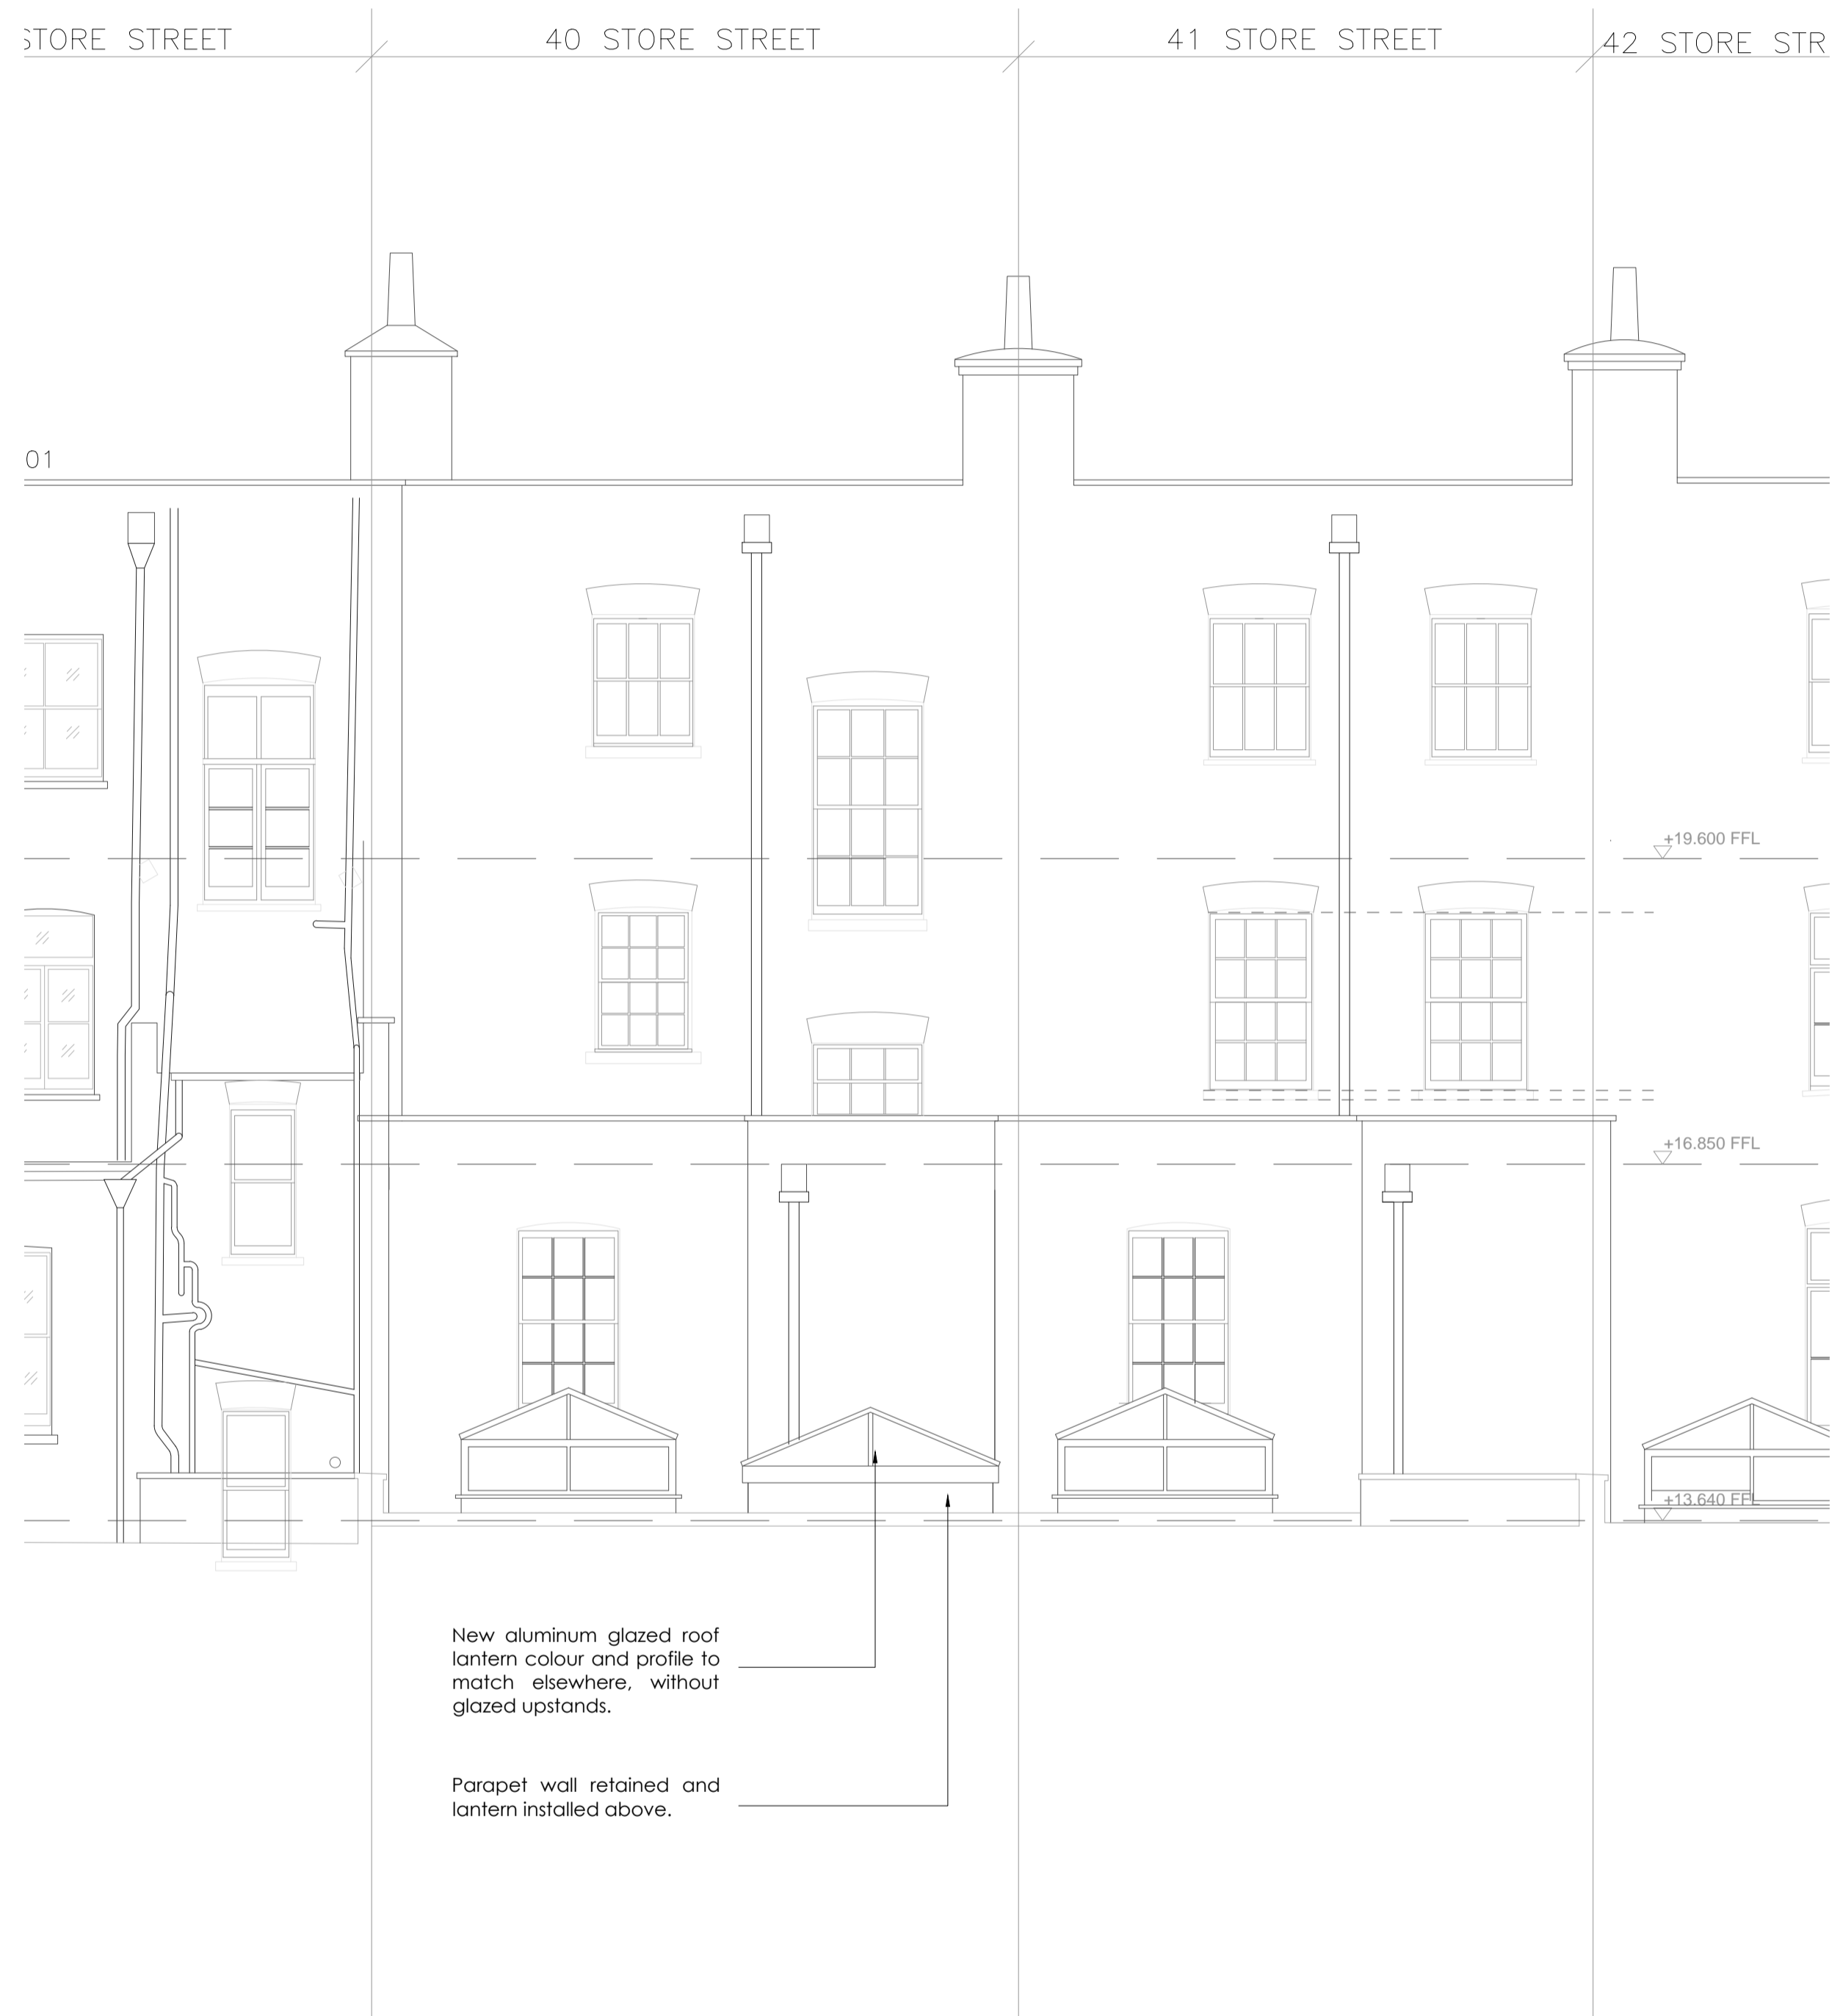 STORE STREET
40 STORE STREET
41 STORE STREET
42 STORE STR
01
+19.600 FFL
+16.850 FFL
+13.640 FFL
New aluminum glazed roof
lantern colour and profile to
match elsewhere, without
glazed upstands.
Parapet wall retained and
lantern installed above.